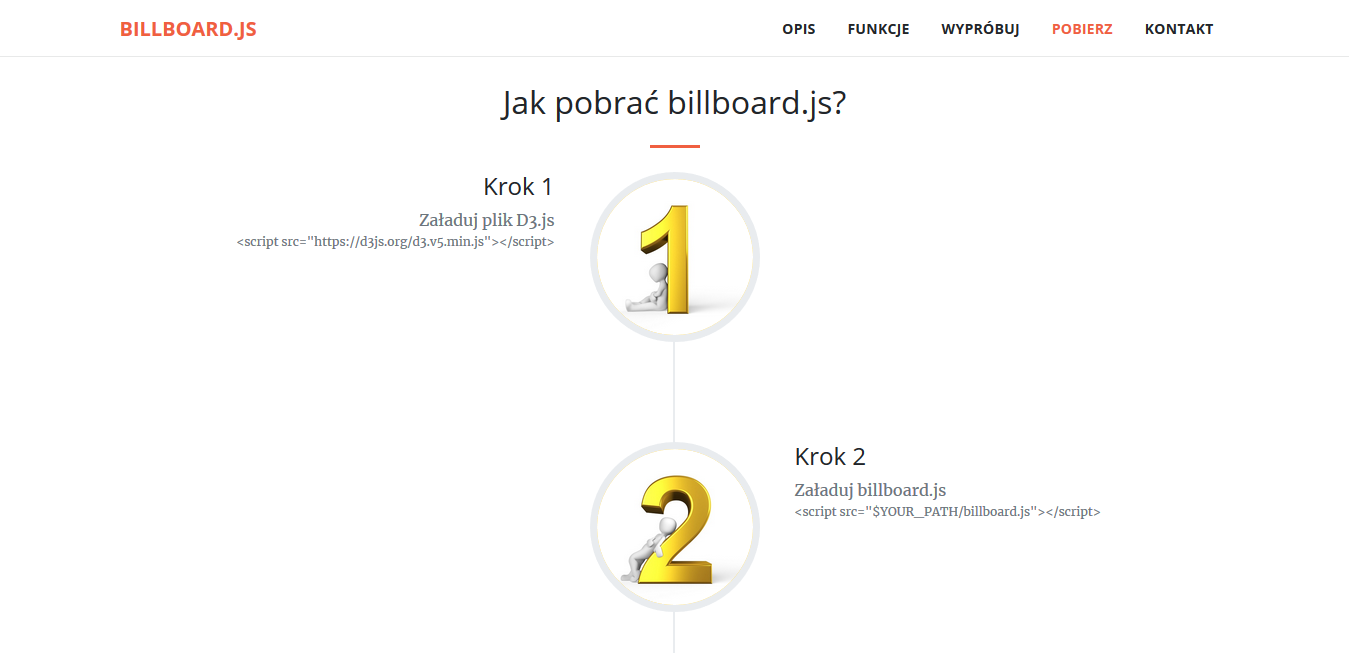 BILLBOARD.JS
OPIS FUNKCJE WYPRÓBUJ POBIERZ KONTAKT
Jak pobrać billboard.js?
Krok 1
Załaduj plik D3.js
<script src="https://d3js.org/d3.v5.min.js"></script>
1
Krok 2
Załaduj billboard.js
<script src="$YOUR_PATH/billboard.js"></script>
2